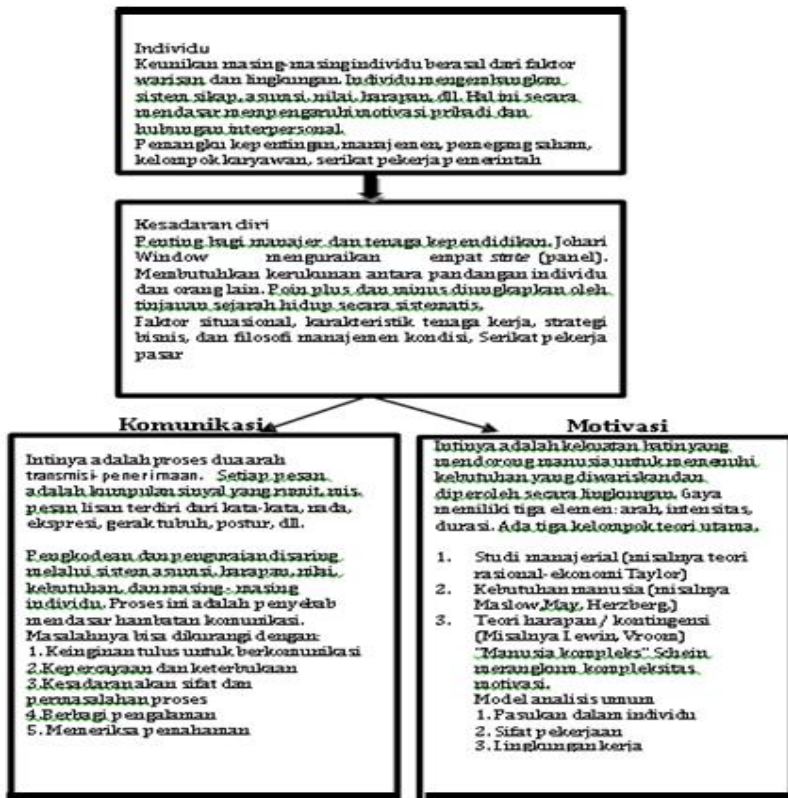 Individu
Keunikan masing-masing individu berasal dari faktor
warisan dan lingkungan. Individu mengembangkan
sistem sikap, asumsi, nilai, harapan, dll. Hal ini secara
mendasar mempengaruhi motivasi pribadi dan
hubungan interpersonal.
Pemangku kepentingan, manajemen, pemegang saham,
kelompok karyawan, serikat pekerja pemerintah
Kesadaran diri
Penting bagi manajer dan tenaga kependidikan. Johari
Window menguraikan empat (panel).
Membutuhkan kerukunan antara pandangan individu
dan orang lain. Poin plus dan minus diungkapkan oleh
tinjauan sejarah hidup secara sistematis.
Faktor situasional, karakteristik tenaga kerja, strategi
bisnis, dan filosofi manajemen kondisi, Serikat pekerja
pasar
Komunikasi
Intinya adalah proses dua arah
transmisi-penerimaan. Setiap pesan
adalah kumpulan sinyal yang rumit, mis.
pesan lisan terdiri dari kata-kata, nada,
ekspresi, gerak tubuh, postur, dll.
Pengkodean dan penguraian disaring
melalui sistem asumsi, harapan, nilai,
kebutuhan, dan masing - masing
individu. Proses ini adalah penyebab
mendasar hambatan komunikasi.
Masalahnya bisa dikurangi dengan:
1. Keinginan tulus untuk berkomunikasi
2. Kepercayaan dan keterbukaan
3. Kesadaran akan sifat dan
permasalahan proses
4. Berbagi pengalaman
5. Memeriksa pemahaman
Motivasi
Intinya adalah kekuatan batin yang
mendorong manusia untuk memenuhi
kebutuhan yang diwariskan dan
diperoleh secara lingkungan. Gaya
memiliki tiga elemen: arah, intensitas,
durasi. Ada tiga kelompok teori utama.
1. Studi manajerial (misalnya teori
rasional-ekonomi Taylor)
2. Kebutuhan manusia (misalnya
Maslow, May, Herzberg,)
3. Teori harapan / kontingensi
(Misalnya Lewin, Vroom)
"Manusia kompleks" Schein
merangkum kompleksitas
motivasi.
Model analisis umum
1. Pasukan dalam individu
2. Sifat pekerjaan
3. Lingkungan kerja